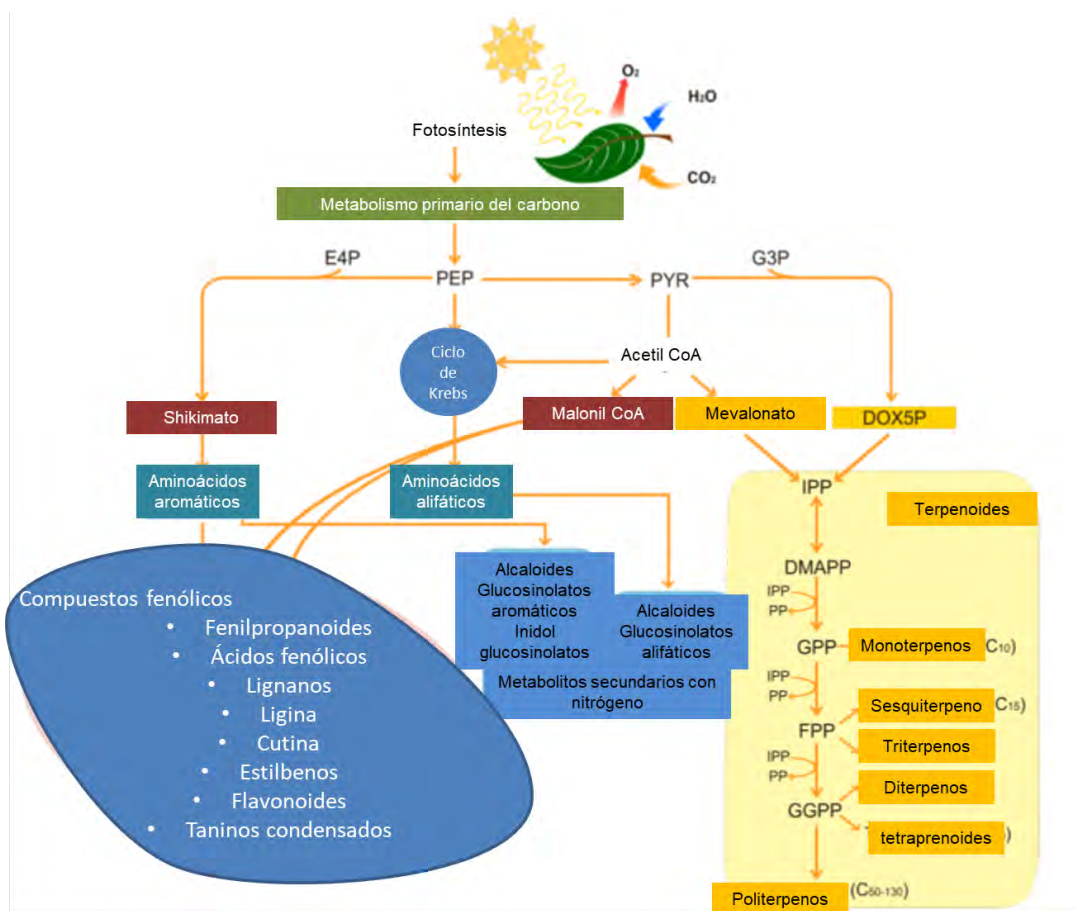 O₂
H₂O
Fotosíntesis
CO₂
Metabolismo primario del carbono
E4P
PEP
PYR
G3P
Ciclo
de
Krebs
Acetil CoA
Shikimato
Malonil CoA
Mevalonato
DOX5P
Aminoácidos
aromáticos
Aminoácidos
alifáticos
IPP
Terpenoides
DMAPP
Compuestos fenólicos
• Fenilpropanoides
• Ácidos fenólicos
• Lignanos
• Ligina
• Cutina
• Estilbenos
• Flavonoides
• Taninos condensados
Alcaloides
Glucosinolatos
aromáticos
Inidol
glucosinolatos
Alcaloides
Glucosinolatos
alifáticos
Metabolitos secundarios con
nitrógeno
IPP
PP
GPP
Monoterpenos C₁₀)
IPP
PP
Sesquiterpeno C₁₅)
FPP
Triterpenos
IPP
PP
Diterpenos
GGPP
tetraprenoides )
Politerpenos (C₅₀₋₁₃₀)